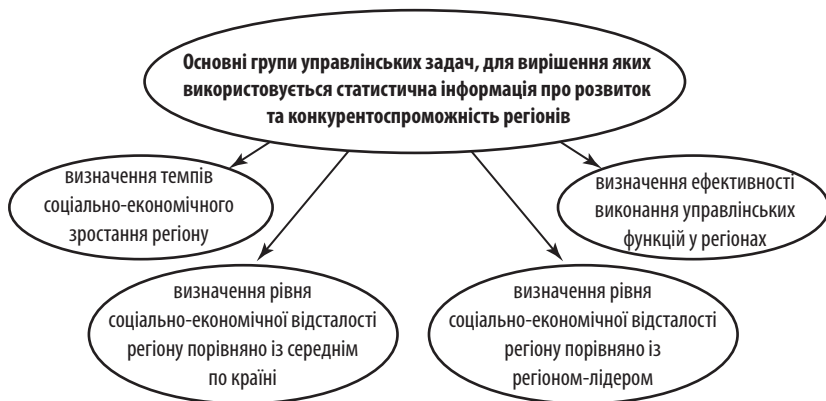 Основні групи управлінських задач, для вирішення яких
використовується статистична інформація про розвиток
та конкурентоспроможність регіонів
визначення темпів
соціально-економічного
зростання регіону
визначення ефективності
виконання управлінських
функцій у регіонах
визначення рівня
соціально-економічної відсталості
регіону порівняно із середнім
по країні
визначення рівня
соціально-економічної відсталості
регіону порівняно із
регіоном-лідером